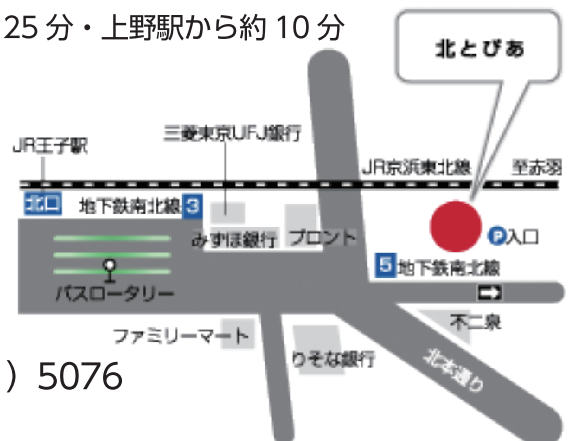 25 分・上野駅から約 10 分
北とぴあ
三菱東京UFJ銀行
JR王子駅
JR京浜東北線
至赤羽
北口
地下鉄南北線 3
みずほ銀行
プロント
P入口
5 地下鉄南北線
バスロータリー
不二泉
ファミリーマート
りそな銀行
北本通り
）5076